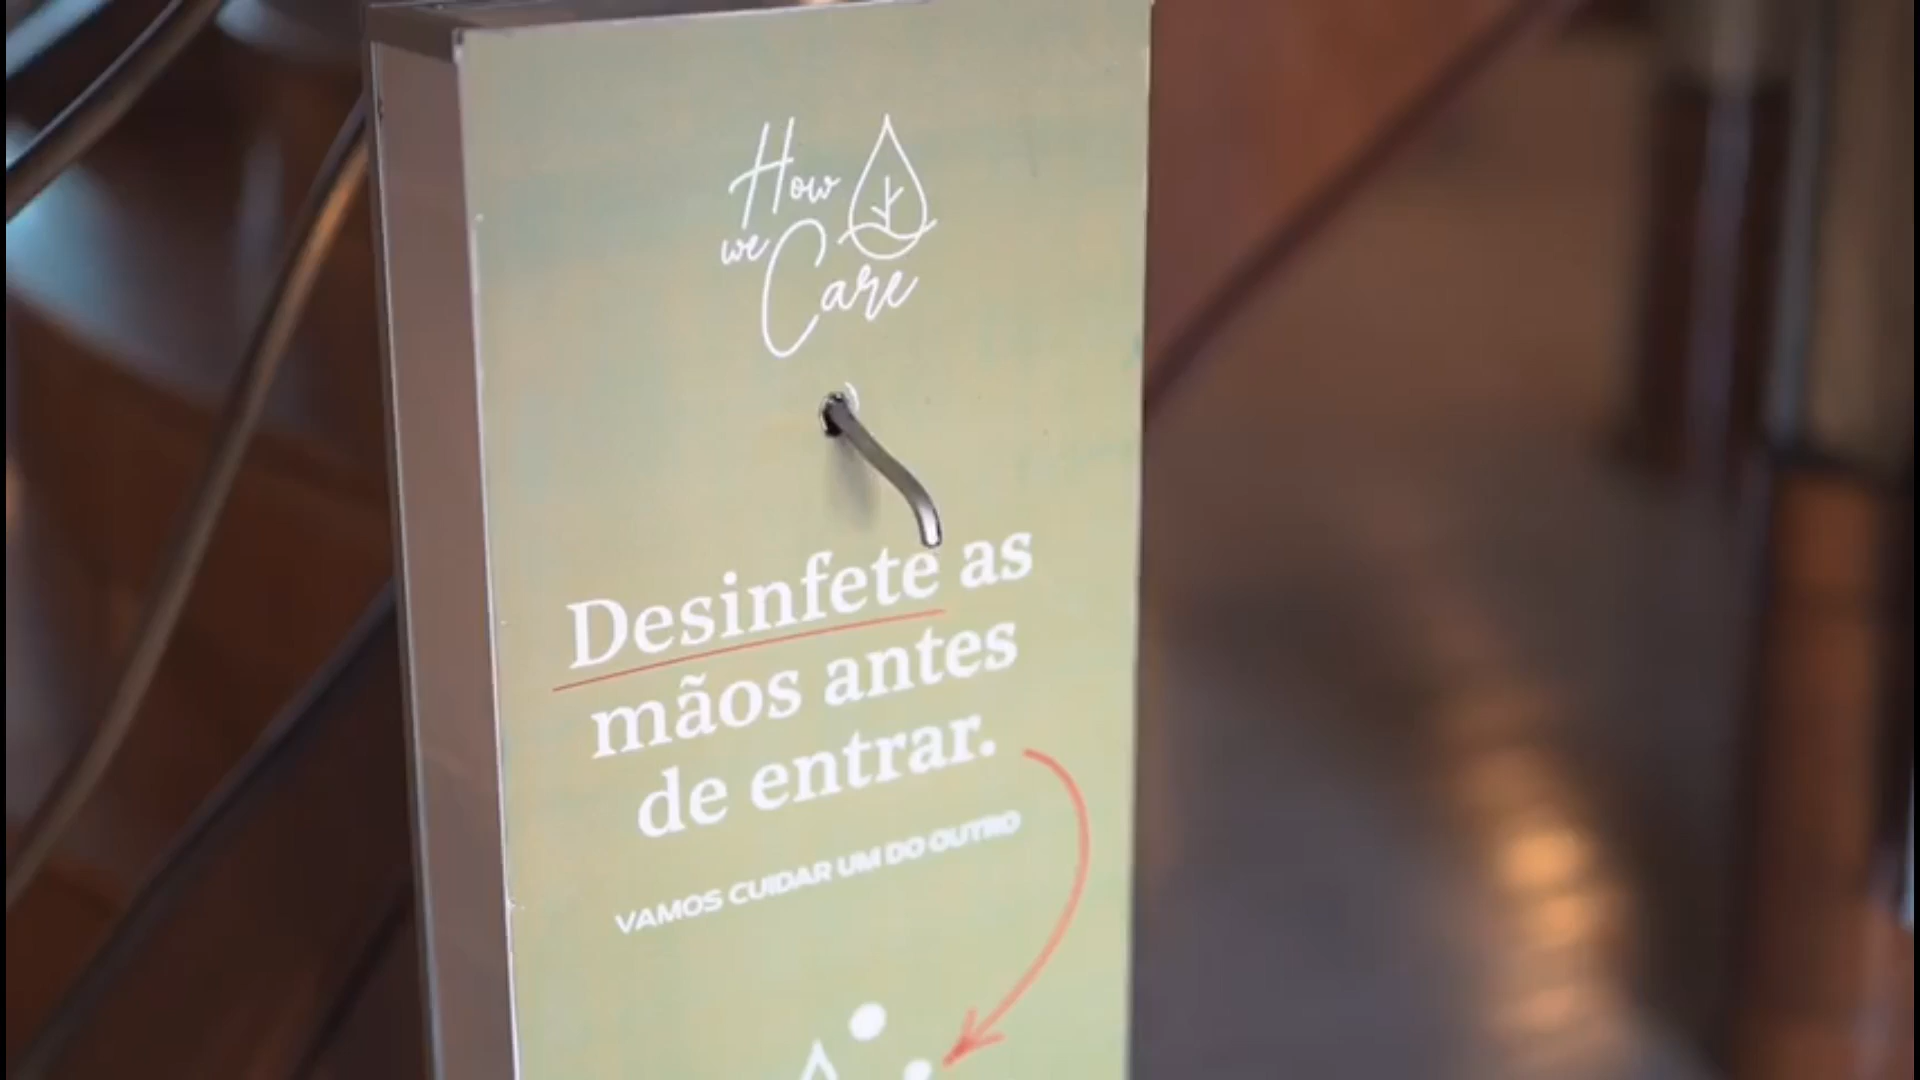 How
we Care
Desinfete as
mãos antes
de entrar.
VAMOS CUIDAR UM DO OUTRO